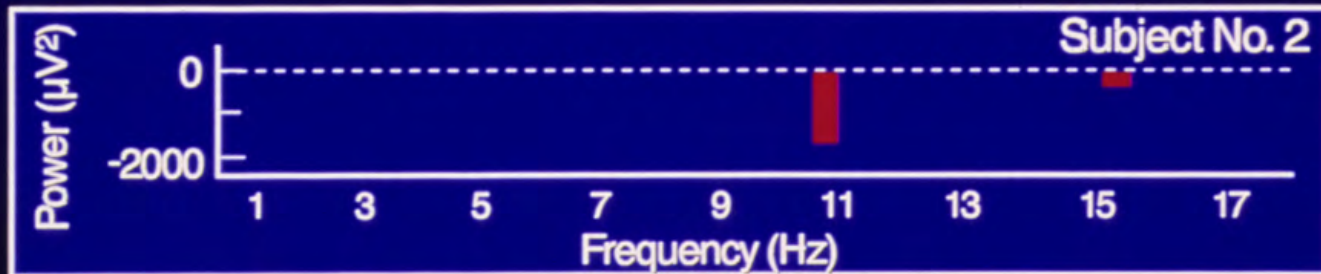 Subject No. 2
Power (µV²)
0
-2000
1 3 5 7 9 11 13 15 17
Frequency (Hz)